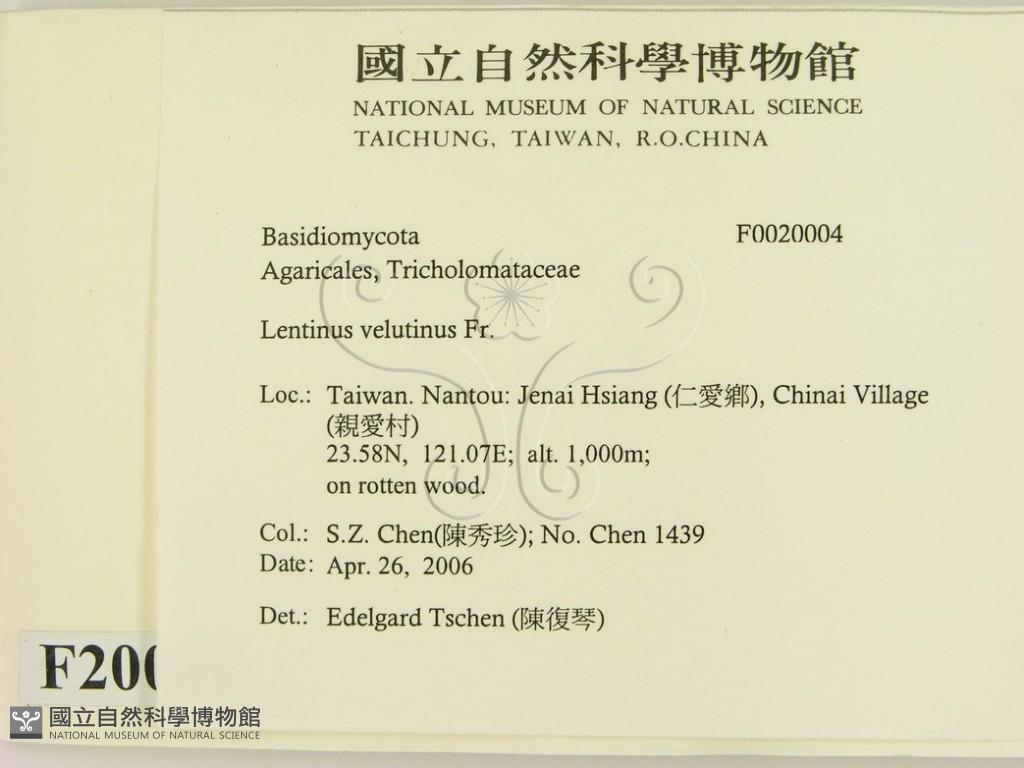 國立自然科學博物館
NATIONAL MUSEUM OF NATURAL SCIENCE
TAICHUNG, TAIWAN, R.O.CHINA
Basidiomycota F0020004
Agaricales, Tricholomataceae
Lentinus velutinus Fr.
Loc.: Taiwan. Nantou: Jenai Hsiang (仁愛鄉), Chinai Village
(親愛村)
23.58N, 121.07E; alt. 1,000m;
on rotten wood.
Col.: S.Z. Chen(陳秀珍); No. Chen 1439
Date: Apr. 26, 2006
Det.: Edelgard Tschen (陳復琴)
F200
國立自然科學博物館
NATIONAL MUSEUM OF NATURAL SCIENCE